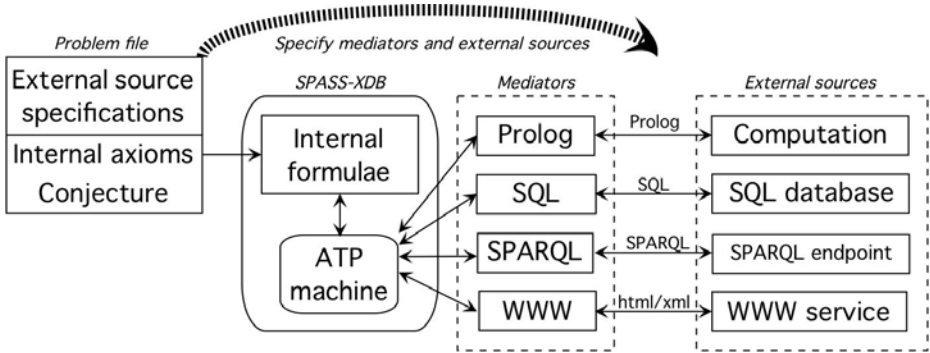 Problem file
Specify mediators and external sources
External source
specifications
Internal axioms
Conjecture
SPASS-XDB
Internal
formulae
ATP
machine
Mediators
Prolog
SQL
SPARQL
WWW
Prolog
SQL
SPARQL
html/xml
External sources
Computation
SQL database
SPARQL endpoint
WWW service